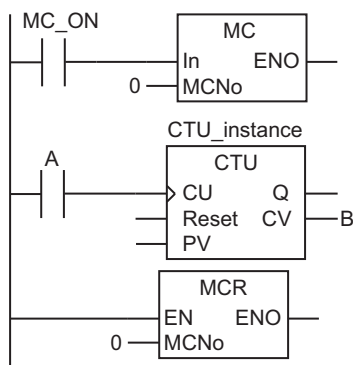 MC_ON
MC
In ENO
0 MCNo
CTU_instance
A
CTU
CU Q
Reset CV B
PV
MCR
EN ENO
0 MCNo